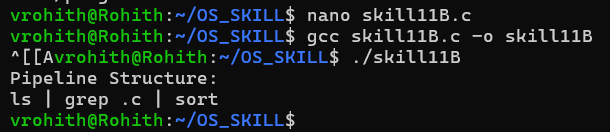 vrohith@Rohith:~/OS_SKILL$ nano skill11B.c
vrohith@Rohith:~/OS_SKILL$ gcc skill11B.c -o skill11B
^[[Avrohith@Rohith:~/OS_SKILL$ ./skill11B
Pipeline Structure:
ls | grep .c | sort
vrohith@Rohith:~/OS_SKILL$